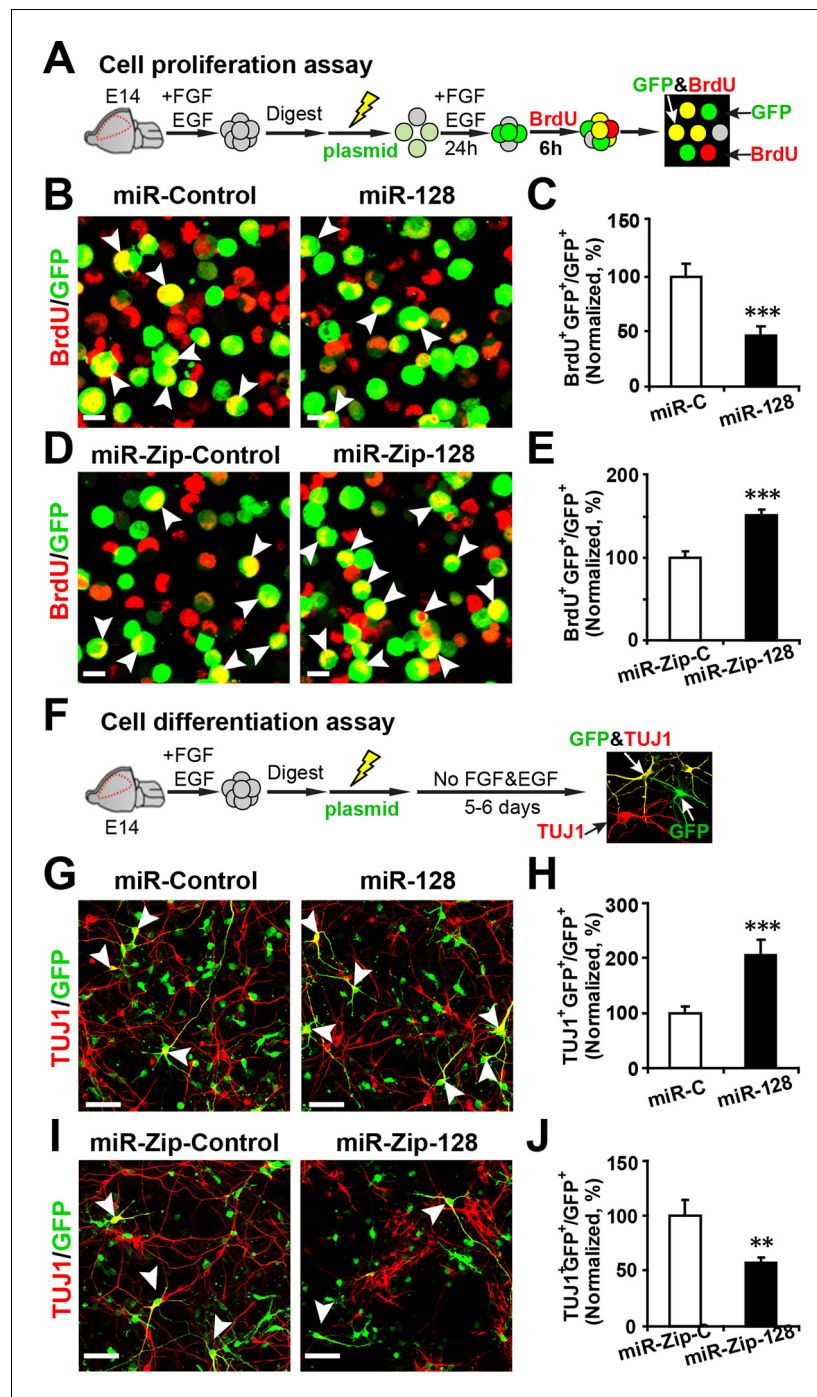 A Cell proliferation assay
E14
+FGF
EGF
Digest
plasmid
+FGF
EGF
24h
BrdU
6h
GFP&BrdU
GFP
BrdU
B
miR-Control
miR-128
BrdU/GFP
C
BrdU⁺GFP⁺/GFP⁺
(Normalized, %)
150
100
50
0
***
miR-C
miR-128
D
miR-Zip-Control
miR-Zip-128
BrdU/GFP
E
BrdU⁺GFP⁺/GFP⁺
(Normalized, %)
200
100
0
***
miR-Zip-C
miR-Zip-128
F Cell differentiation assay
E14
+FGF
EGF
Digest
plasmid
No FGF&EGF
5-6 days
GFP&TUJ1
TUJ1
GFP
G
miR-Control
miR-128
TUJ1/GFP
H
TUJ1⁺GFP⁺/GFP⁺
(Normalized, %)
300
200
100
0
***
miR-C
miR-128
I
miR-Zip-Control
miR-Zip-128
TUJ1/GFP
J
TUJ1⁺GFP⁺/GFP⁺
(Normalized, %)
150
100
50
0
**
miR-Zip-C
miR-Zip-128